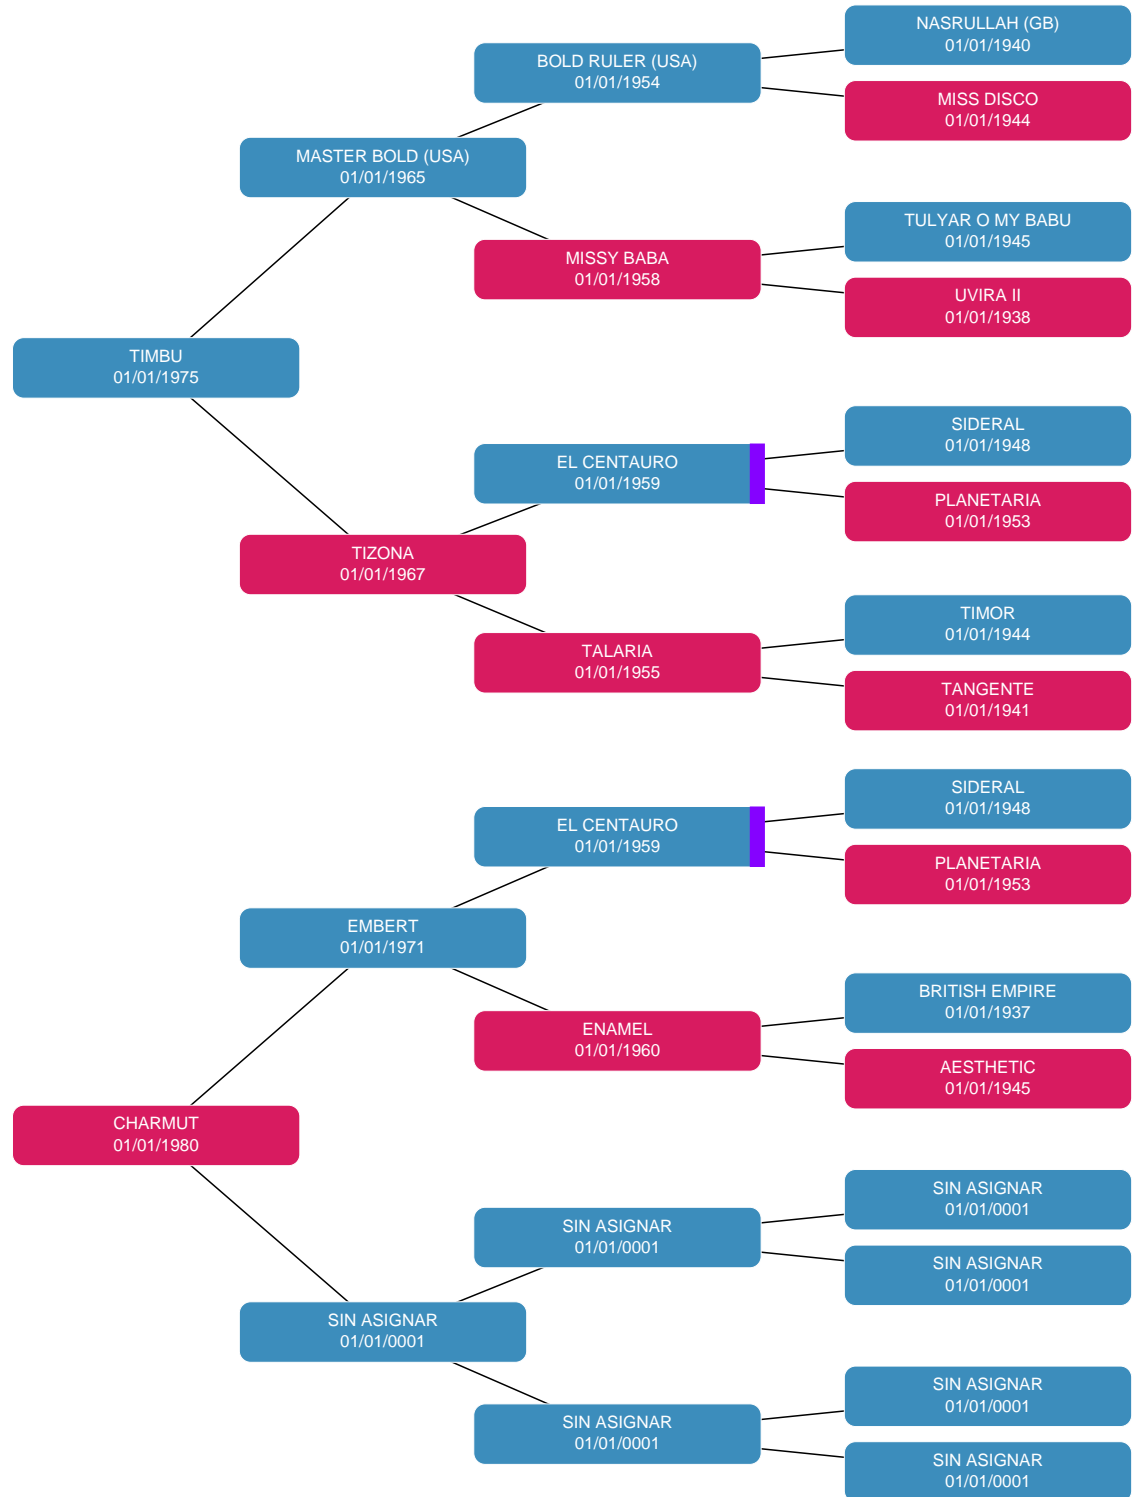 NASRULLAH (GB)
01/01/1940
BOLD RULER (USA)
01/01/1954
MISS DISCO
01/01/1944
MASTER BOLD (USA)
01/01/1965
TULYAR O MY BABU
01/01/1945
MISSY BABA
01/01/1958
UVIRA II
01/01/1938
TIMBU
01/01/1975
SIDERAL
01/01/1948
EL CENTAURO
01/01/1959
PLANETARIA
01/01/1953
TIZONA
01/01/1967
TIMOR
01/01/1944
TALARIA
01/01/1955
TANGENTE
01/01/1941
SIDERAL
01/01/1948
EL CENTAURO
01/01/1959
PLANETARIA
01/01/1953
EMBERT
01/01/1971
BRITISH EMPIRE
01/01/1937
ENAMEL
01/01/1960
AESTHETIC
01/01/1945
CHARMUT
01/01/1980
SIN ASIGNAR
01/01/0001
SIN ASIGNAR
01/01/0001
SIN ASIGNAR
01/01/0001
SIN ASIGNAR
01/01/0001
SIN ASIGNAR
01/01/0001
SIN ASIGNAR
01/01/0001
SIN ASIGNAR
01/01/0001